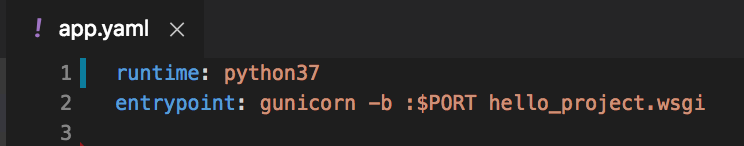 ! app.yaml ×
1 runtime: python37
2 entrypoint: gunicorn -b :$PORT hello_project.wsgi
3